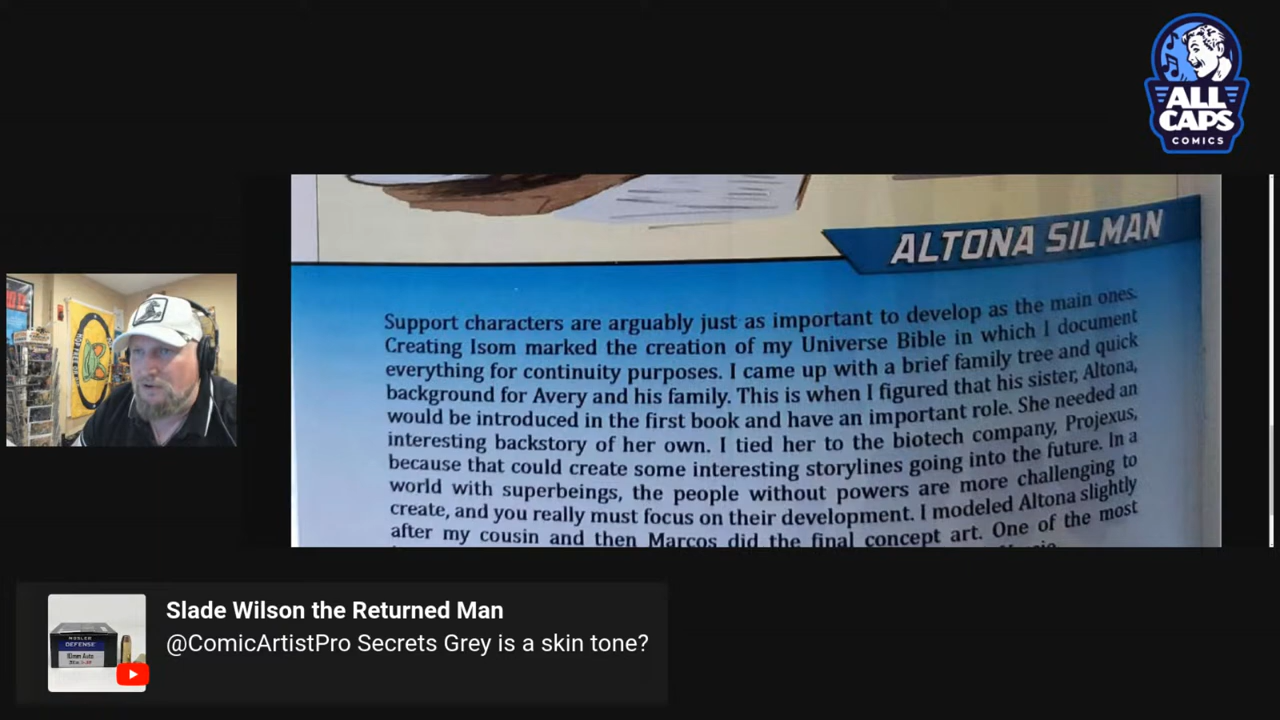 ALL
CAPS
COMICS
ALTONA SILMAN
Support characters are arguably just as important to develop as the main ones.
Creating Isom marked the creation of my Universe Bible in which I document
everything for continuity purposes. I came up with a brief family tree and quick
background for Avery and his family. This is when I figured that his sister, Altona,
would be introduced in the first book and have an important role. She needed an
interesting backstory of her own. I tied her to the biotech company, Projexus,
because that could create some interesting storylines going into the future. In a
world with superbeings, the people without powers are more challenging to
create, and you really must focus on their development. I modeled Altona slightly
after my cousin and then Marcos did the final concept art. One of the most
Slade Wilson the Returned Man
@ComicArtistPro Secrets Grey is a skin tone?
DEFENSE
10mm Auto